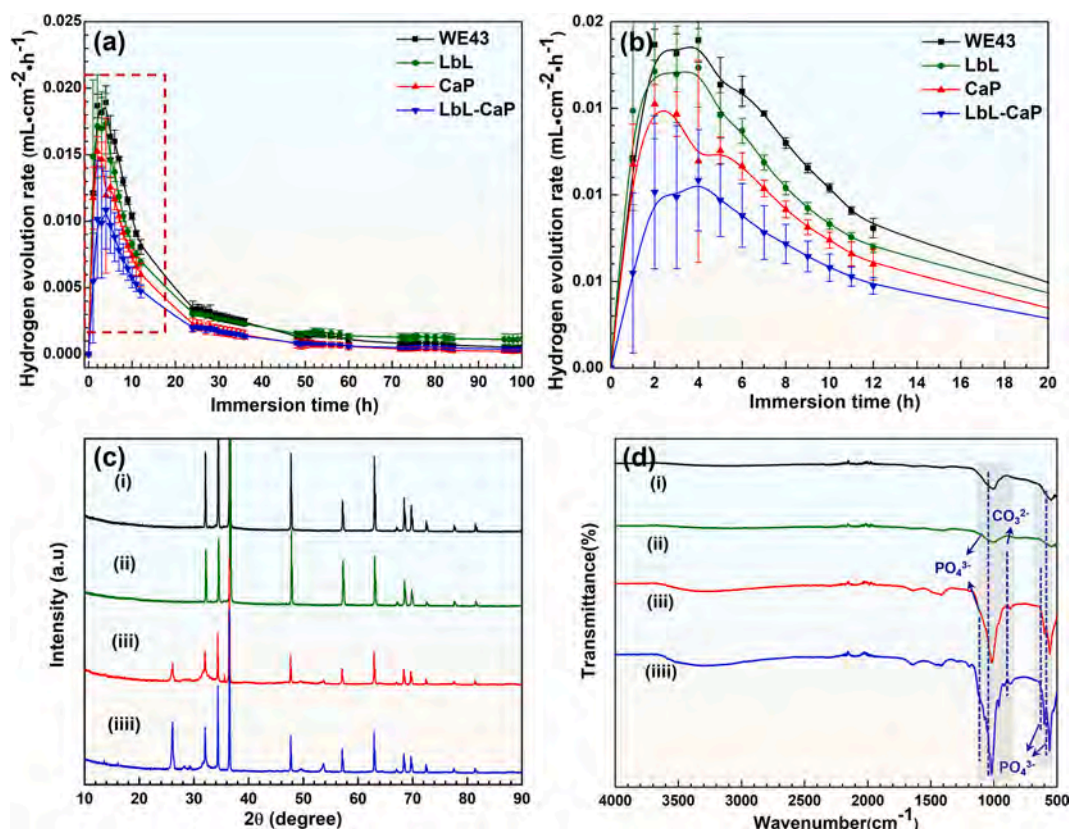 (a)
WE43
LbL
CaP
LbL-CaP
0.025
0.020
0.015
0.010
0.005
0.000
0 10 20 30 40 50 60 70 80 90 100
Hydrogen evolution rate (mL•cm-2•h-1)
Immersion time (h)
(b)
WE43
LbL
CaP
LbL-CaP
0.02
0.01
0.01
0.01
0.00
0 2 4 6 8 10 12 14 16 18 20
Hydrogen evolution rate (mL•cm-2•h-1)
Immersion time (h)
(c)
(i)
(ii)
(iii)
(iiii)
10 20 30 40 50 60 70 80 90
Intensity (a.u)
2θ (degree)
(d)
(i)
(ii)
(iii)
(iiii)
CO32-
PO43-
PO43-
4000 3500 3000 2500 2000 1500 1000 500
Transmittance(%)
Wavenumber(cm-1)